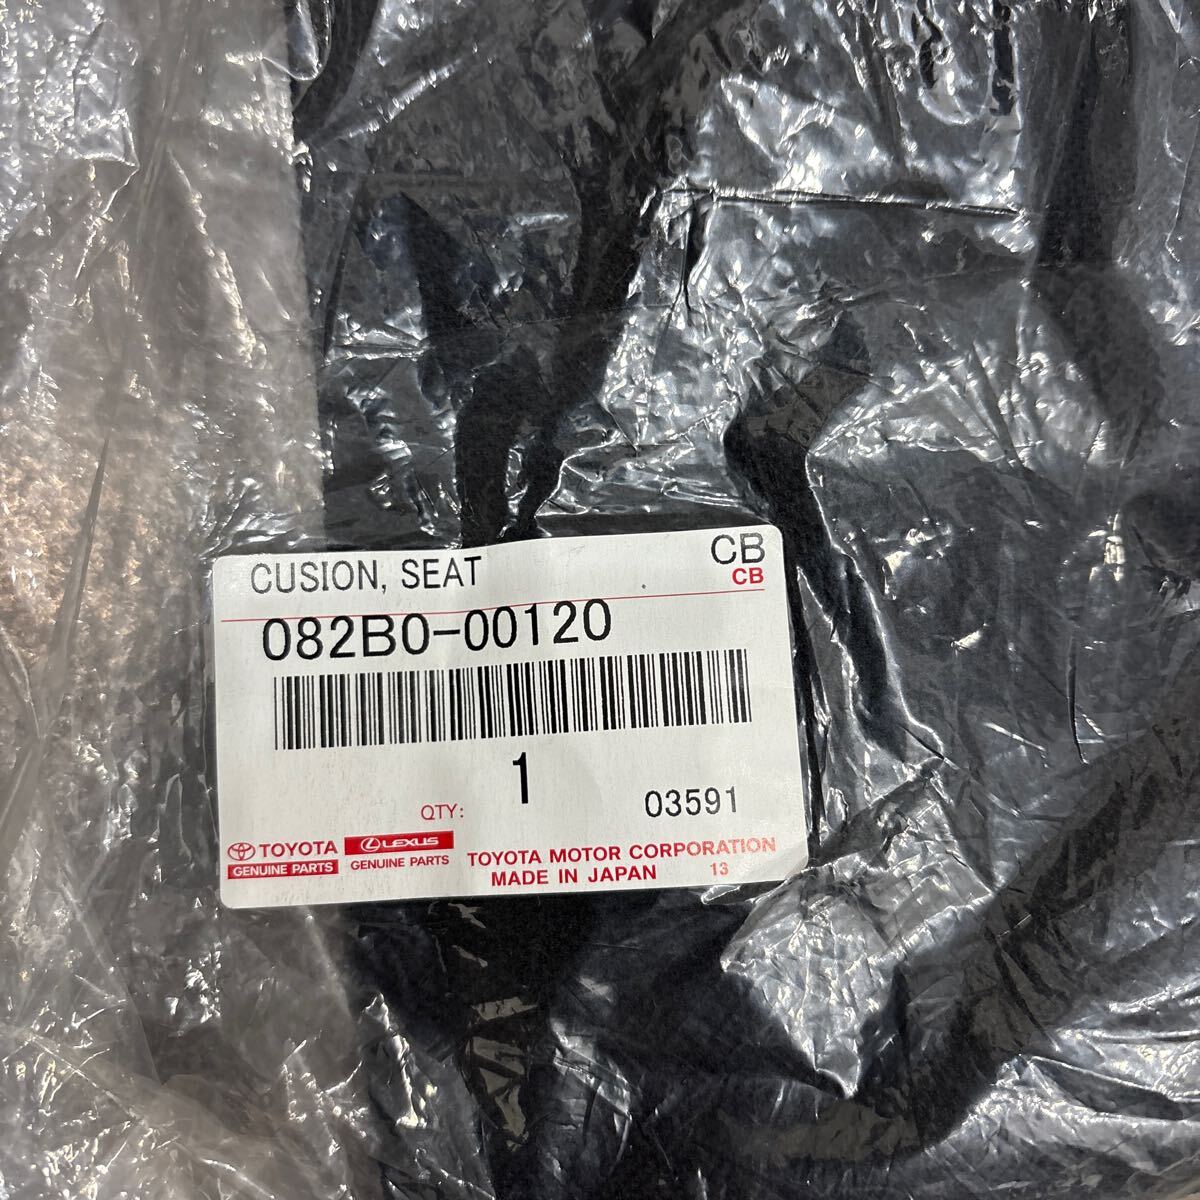 CUSION, SEAT CB
CB
082B0-00120
1
QTY: 03591
TOYOTA LEXUS
GENUINE PARTS GENUINE PARTS
TOYOTA MOTOR CORPORATION
MADE IN JAPAN 13